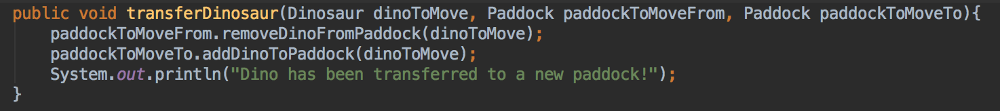 public void transferDinosaur(Dinosaur dinoToMove, Paddock paddockToMoveFrom, Paddock paddockToMoveTo){
    paddockToMoveFrom.removeDinoFromPaddock(dinoToMove);
    paddockToMoveTo.addDinoToPaddock(dinoToMove);
    System.out.println("Dino has been transferred to a new paddock!");
}